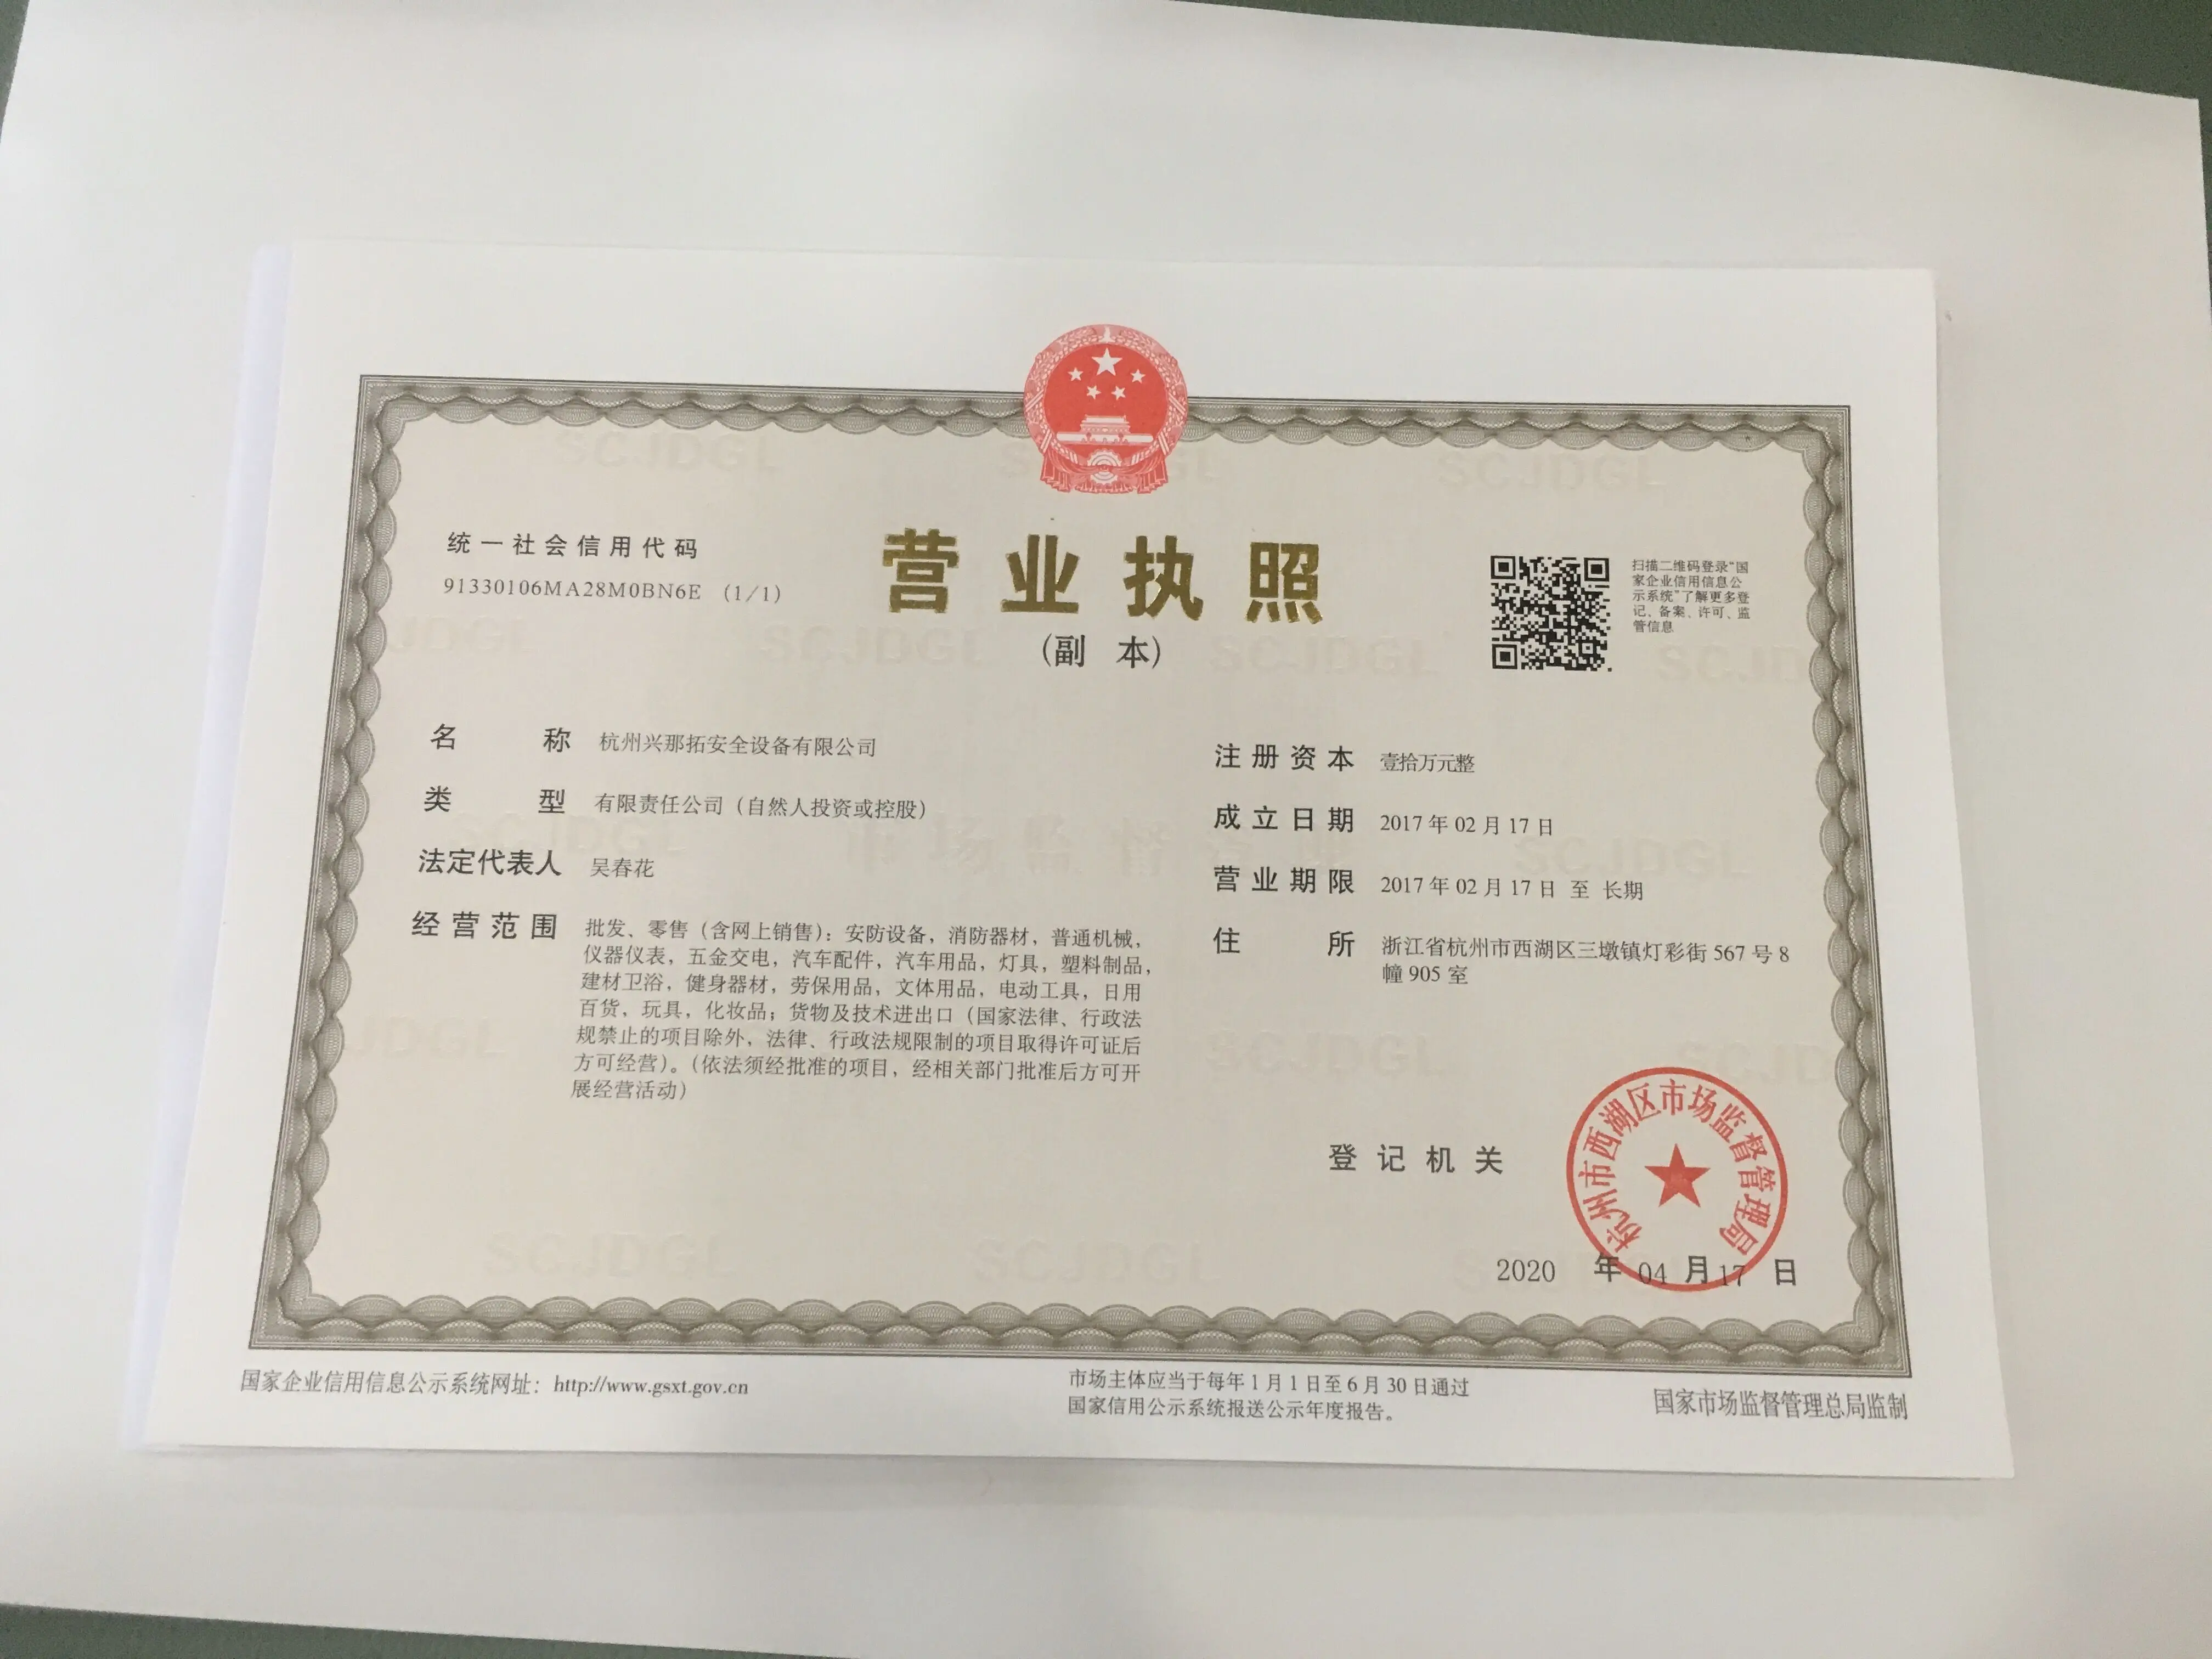 统一社会信用代码
91330106MA28M0BN6E (1/1)
营业执照
(副 本)
扫描二维码登录“国
家企业信用信息公
示系统”了解更多登
记、备案、许可、监
管信息
名称 杭州兴那拓安全设备有限公司
类型 有限责任公司（自然人投资或控股）
法定代表人 吴春花
经营范围 批发、零售（含网上销售）：安防设备，消防器材，普通机械，
仪器仪表，五金交电，汽车配件，汽车用品，灯具，塑料制品，
建材卫浴，健身器材，劳保用品，文体用品，电动工具，日用
百货，玩具，化妆品；货物及技术进出口（国家法律、行政法
规禁止的项目除外，法律、行政法规限制的项目取得许可证后
方可经营）。（依法须经批准的项目，经相关部门批准后方可开
展经营活动）
注册资本 壹拾万元整
成立日期 2017年02月17日
营业期限 2017年02月17日 至 长期
住所 浙江省杭州市西湖区三墩镇灯彩街567号8
幢905室
登记机关
杭州市西湖区市场监督管理局
2020 年 04 月 17 日
国家企业信用信息公示系统网址：http://www.gsxt.gov.cn
市场主体应当于每年1月1日至6月30日通过
国家信用公示系统报送公示年度报告。
国家市场监督管理总局监制
SCJDGL